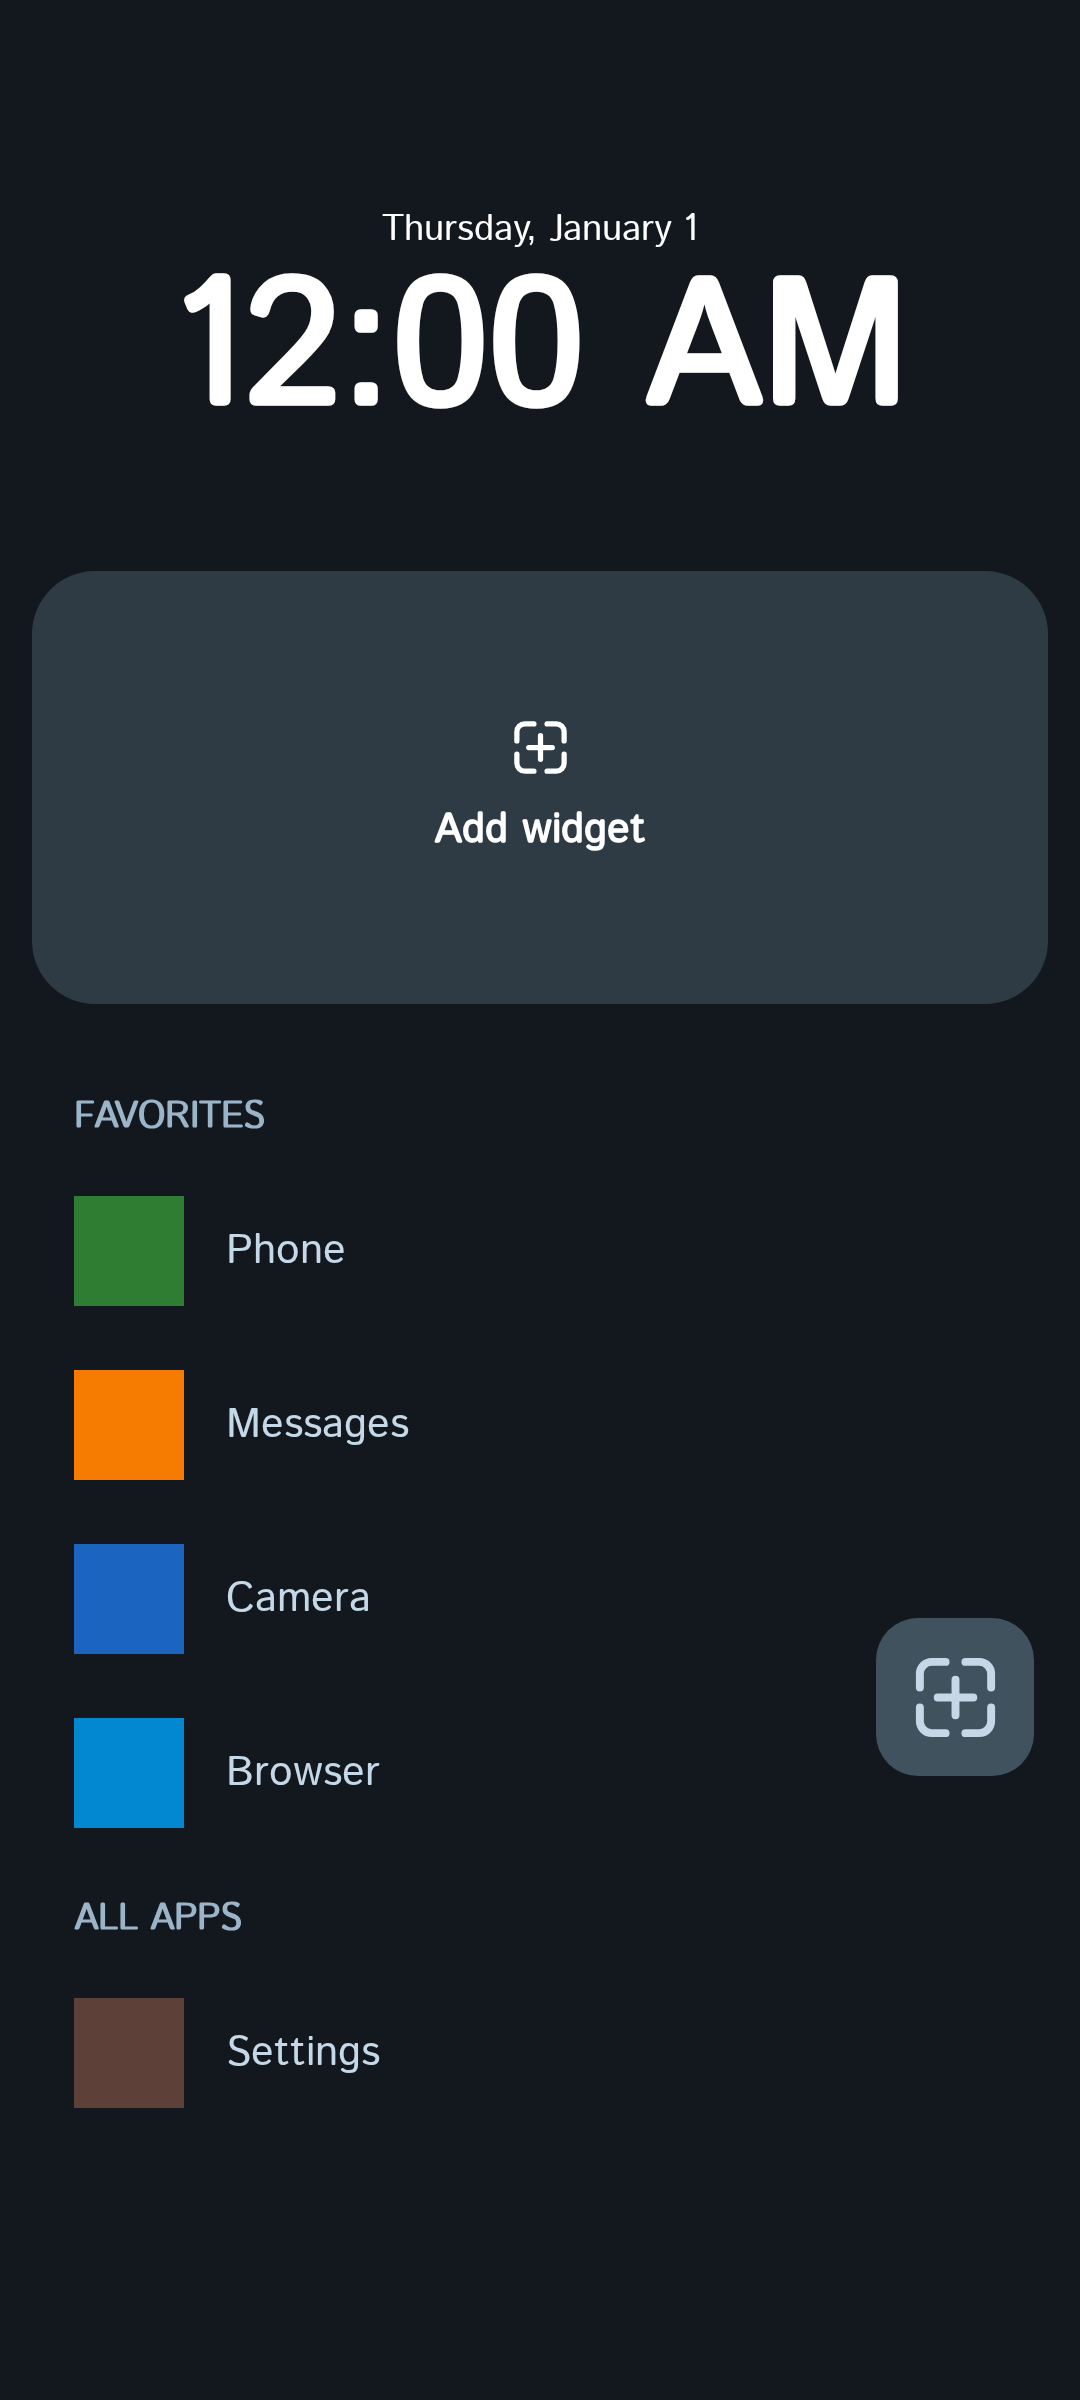 Thursday, January 1
12:00 AM
Add widget
FAVORITES
Phone
Messages
Camera
Browser
ALL APPS
Settings